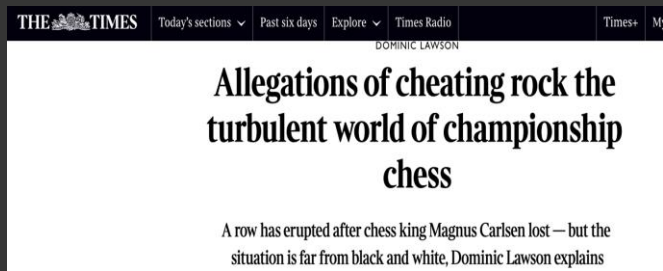 THE TIMES Today's sections Past six days Explore Times Radio Times+
DOMINIC LAWSON
Allegations of cheating rock the
turbulent world of championship
chess
A row has erupted after chess king Magnus Carlsen lost — but the
situation is far from black and white, Dominic Lawson explains